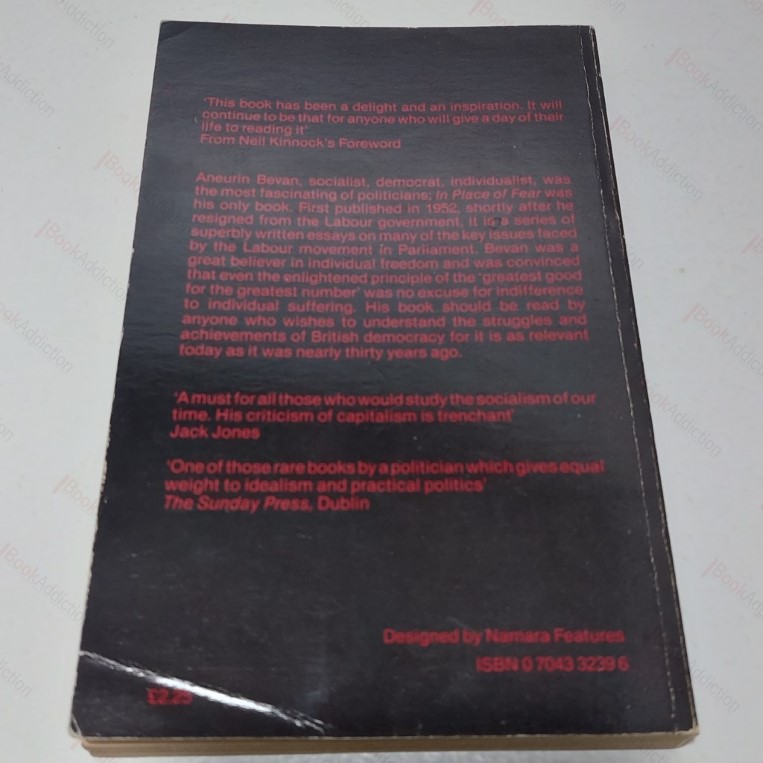 'This book has been a delight and an inspiration. It will
continue to be that for anyone who will give a day of their
life to reading it'
From Neil Kinnock's Foreword
Aneurin Bevan, socialist, democrat, individualist, was
the most fascinating of politicians; In Place of Fear was
his only book. First published in 1952, shortly after he
resigned from the Labour government, it is a series of
superbly written essays on many of the key issues faced
by the Labour movement in Parliament. Bevan was a
great believer in individual freedom and was convinced
that even the enlightened principle of the 'greatest good
for the greatest number' was no excuse for indifference
to individual suffering. His book should be read by
anyone who wishes to understand the struggles and
achievements of British democracy for it is as relevant
today as it was nearly thirty years ago.
'A must for all those who would study the socialism of our
time. His criticism of capitalism is trenchant'
Jack Jones
'One of those rare books by a politician which gives equal
weight to idealism and practical politics'
The Sunday Press, Dublin
Designed by Namara Features
ISBN 0 7043 3239 6
£2.25